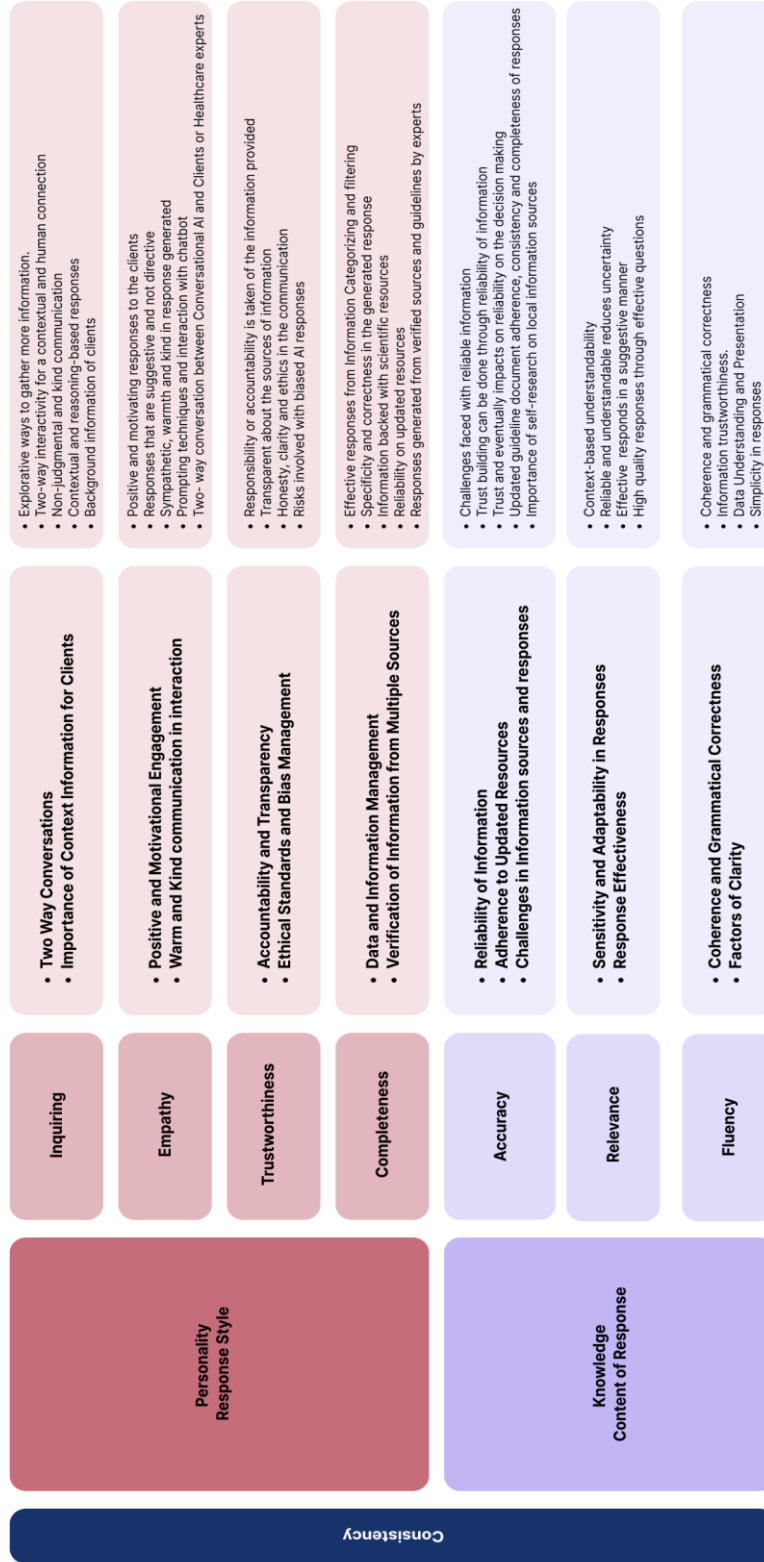 Consistency
Personality
Response Style
Inquiring
• Two Way Conversations
• Importance of Context Information for Clients
• Explorative ways to gather more information.
• Two-way interactivity for a contextual and human connection
• Non-judgmental and kind communication
• Contextual and reasoning-based responses
• Background information of clients
Empathy
• Positive and Motivational Engagement
• Warm and Kind communication in interaction
• Positive and motivating responses to the clients
• Responses that are suggestive and not directive
• Sympathetic, warmth and kind in response generated
• Prompting techniques and interaction with chatbot
• Two- way conversation between Conversational AI and Clients or Healthcare experts
Trustworthiness
• Accountability and Transparency
• Ethical Standards and Bias Management
• Responsibility or accountability is taken of the information provided
• Transparent about the sources of information
• Honesty, clarity and ethics in the communication
• Risks involved with biased AI responses
Completeness
• Data and Information Management
• Verification of Information from Multiple Sources
• Effective responses from Information Categorizing and filtering
• Specificity and correctness in the generated response
• Information backed with scientific resources
• Reliability on updated resources
• Responses generated from verified sources and guidelines by experts
Knowledge
Content of Response
Accuracy
• Reliability of Information
• Adherence to Updated Resources
• Challenges in Information sources and responses
• Challenges faced with reliable information
• Trust building can be done through reliability of information
• Trust and eventually impacts on reliability on the decision making
• Updated guideline document adherence, consistency and completeness of responses
• Importance of self-research on local information sources
Relevance
• Sensitivity and Adaptability in Responses
• Response Effectiveness
• Context-based understandability
• Reliable and understandable reduces uncertainty
• Effective responds in a suggestive manner
• High quality responses through effective questions
Fluency
• Coherence and Grammatical Correctness
• Factors of Clarity
• Coherence and grammatical correctness
• Information trustworthiness.
• Data Understanding and Presentation
• Simplicity in responses